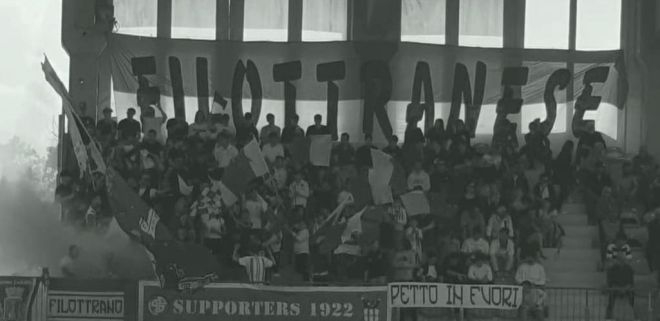 FILOTTRANESE
FILOTTRANO
SUPPORTERS 1922
PETTO IN FUORI